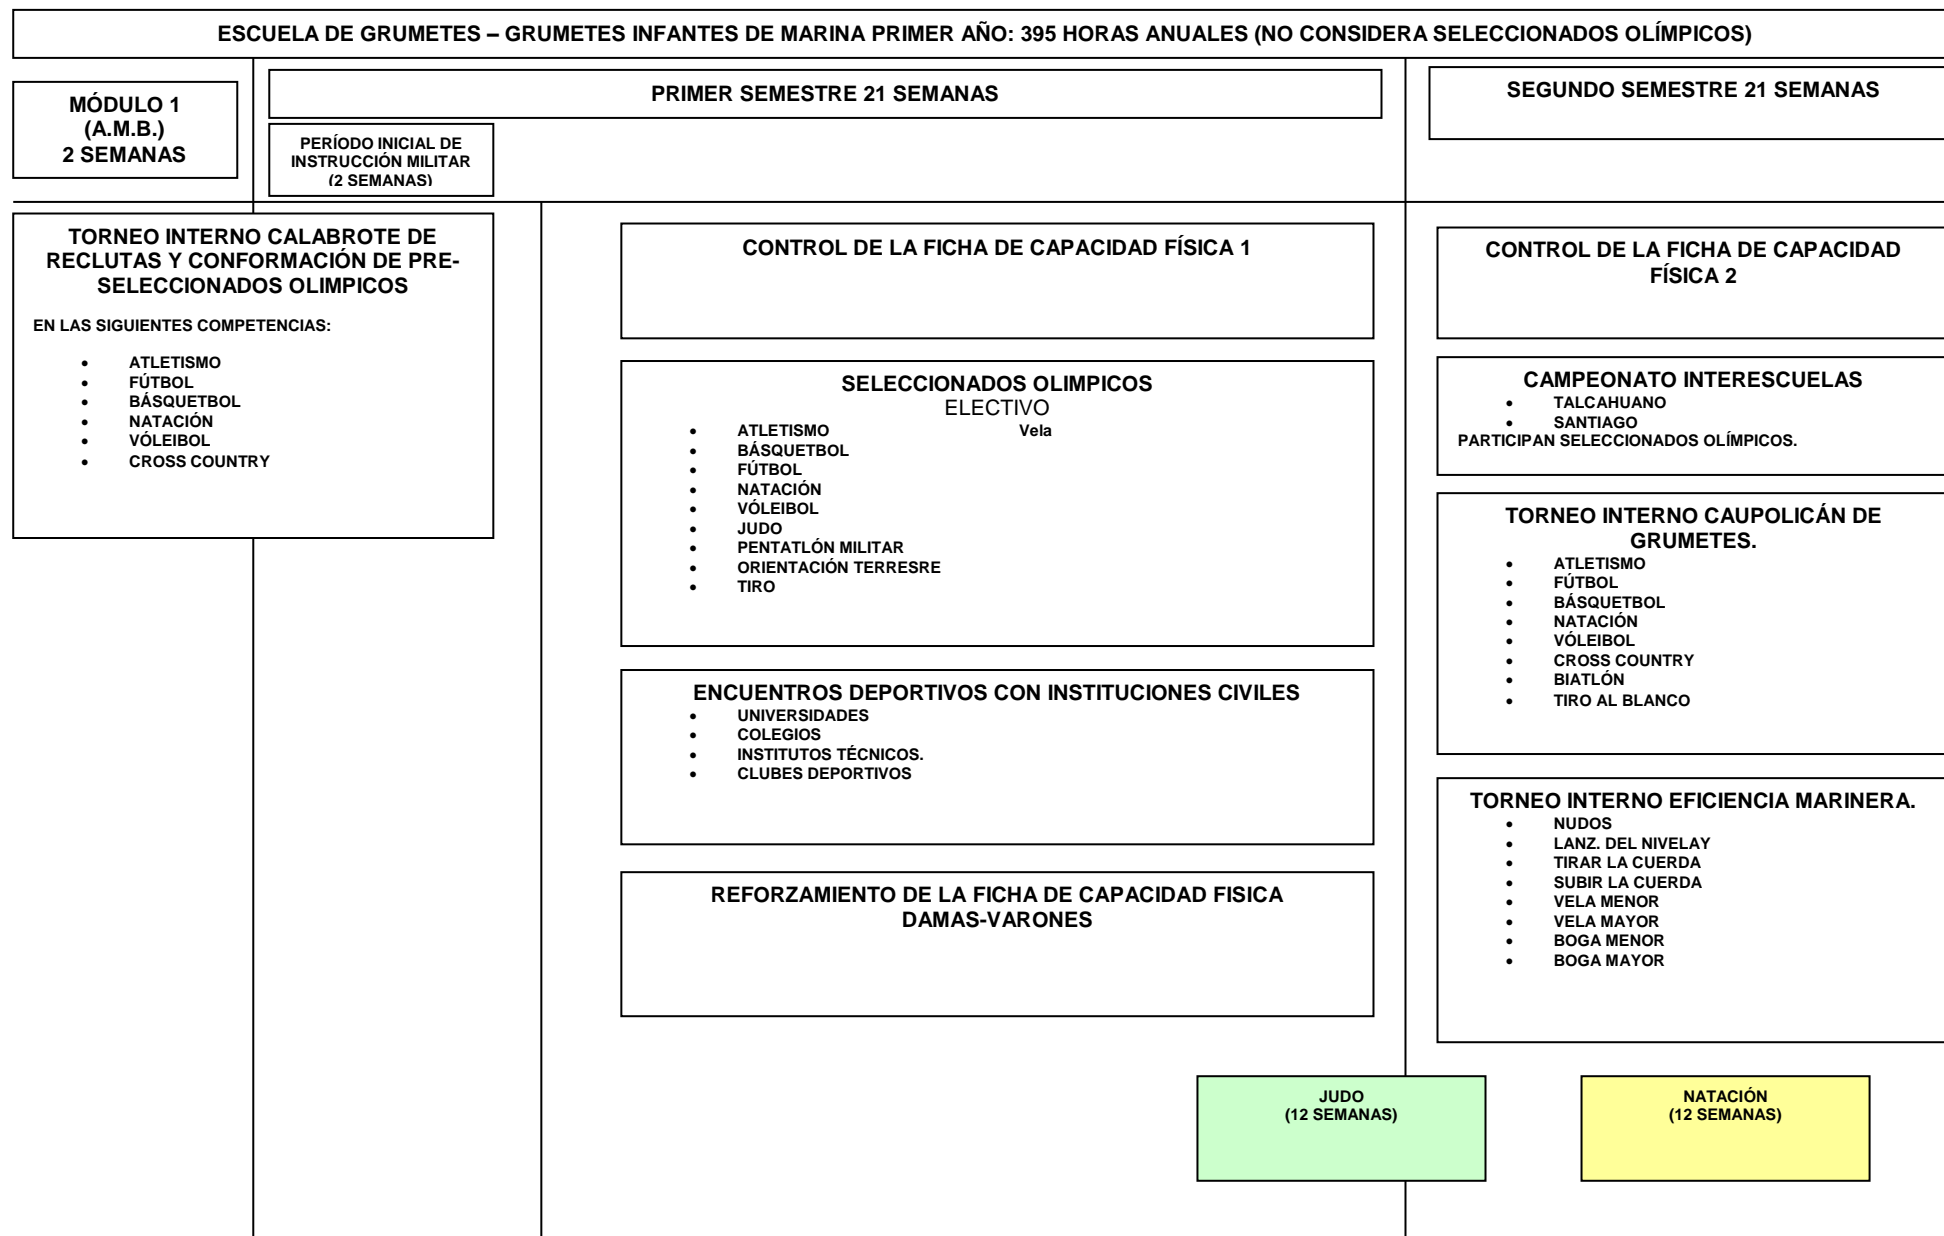 ESCUELA DE GRUMETES – GRUMETES INFANTES DE MARINA PRIMER AÑO: 395 HORAS ANUALES (NO CONSIDERA SELECCIONADOS OLÍMPICOS)
MÓDULO 1
(A.M.B.)
2 SEMANAS
PRIMER SEMESTRE 21 SEMANAS
SEGUNDO SEMESTRE 21 SEMANAS
PERÍODO INICIAL DE
INSTRUCCIÓN MILITAR
(2 SEMANAS)
TORNEO INTERNO CALABROTE DE
RECLUTAS Y CONFORMACIÓN DE PRE-
SELECCIONADOS OLIMPICOS
EN LAS SIGUIENTES COMPETENCIAS:
• ATLETISMO
• FÚTBOL
• BÁSQUETBOL
• NATACIÓN
• VÓLEIBOL
• CROSS COUNTRY
CONTROL DE LA FICHA DE CAPACIDAD FÍSICA 1
SELECCIONADOS OLIMPICOS
ELECTIVO
• ATLETISMO Vela
• BÁSQUETBOL
• FÚTBOL
• NATACIÓN
• VÓLEIBOL
• JUDO
• PENTATLÓN MILITAR
• ORIENTACIÓN TERRESRE
• TIRO
ENCUENTROS DEPORTIVOS CON INSTITUCIONES CIVILES
• UNIVERSIDADES
• COLEGIOS
• INSTITUTOS TÉCNICOS.
• CLUBES DEPORTIVOS
REFORZAMIENTO DE LA FICHA DE CAPACIDAD FISICA
DAMAS-VARONES
CONTROL DE LA FICHA DE CAPACIDAD
FÍSICA 2
CAMPEONATO INTERESCUELAS
• TALCAHUANO
• SANTIAGO
PARTICIPAN SELECCIONADOS OLÍMPICOS.
TORNEO INTERNO CAUPOLICÁN DE
GRUMETES.
• ATLETISMO
• FÚTBOL
• BÁSQUETBOL
• NATACIÓN
• VÓLEIBOL
• CROSS COUNTRY
• BIATLÓN
• TIRO AL BLANCO
TORNEO INTERNO EFICIENCIA MARINERA.
• NUDOS
• LANZ. DEL NIVELAY
• TIRAR LA CUERDA
• SUBIR LA CUERDA
• VELA MENOR
• VELA MAYOR
• BOGA MENOR
• BOGA MAYOR
JUDO
(12 SEMANAS)
NATACIÓN
(12 SEMANAS)